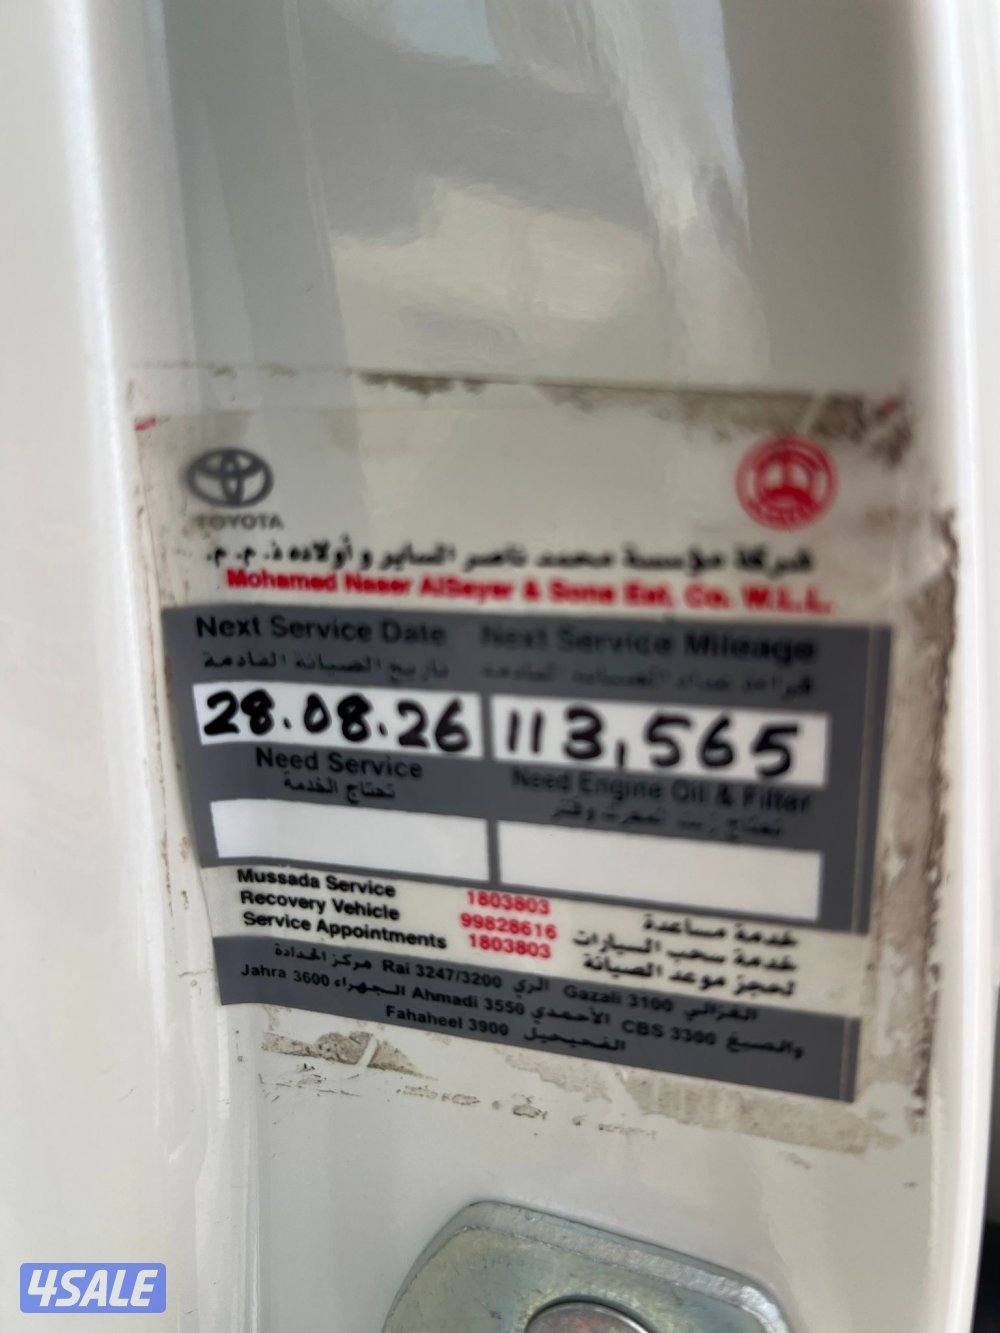 TOYOTA
شركة مؤسسة محمد ناصر الساير و أولاده ذ.م.م.
Mohamed Naser AlSayer & Sons Est. Co. W.L.L.
Next Service Date Next Service Mileage
تاريخ الصيانة القادمة
28.08.26 113,565
Need Service Need Engine Oil & Filter
تحتاج الخدمة
Mussada Service 1803803 خدمة مساعدة
Recovery Vehicle 99828616 خدمة سحب السيارات
Service Appointments 1803803 لحجز موعد الصيانة
Rai 3247/3200 الري Gazali 3100 الغزالي
مركز الحدادة والصبغ CBS 3300 الأحمدي Ahmadi 3550 الجهراء Jahra 3600
Fahaheel 3900 الفحيحيل
4SALE